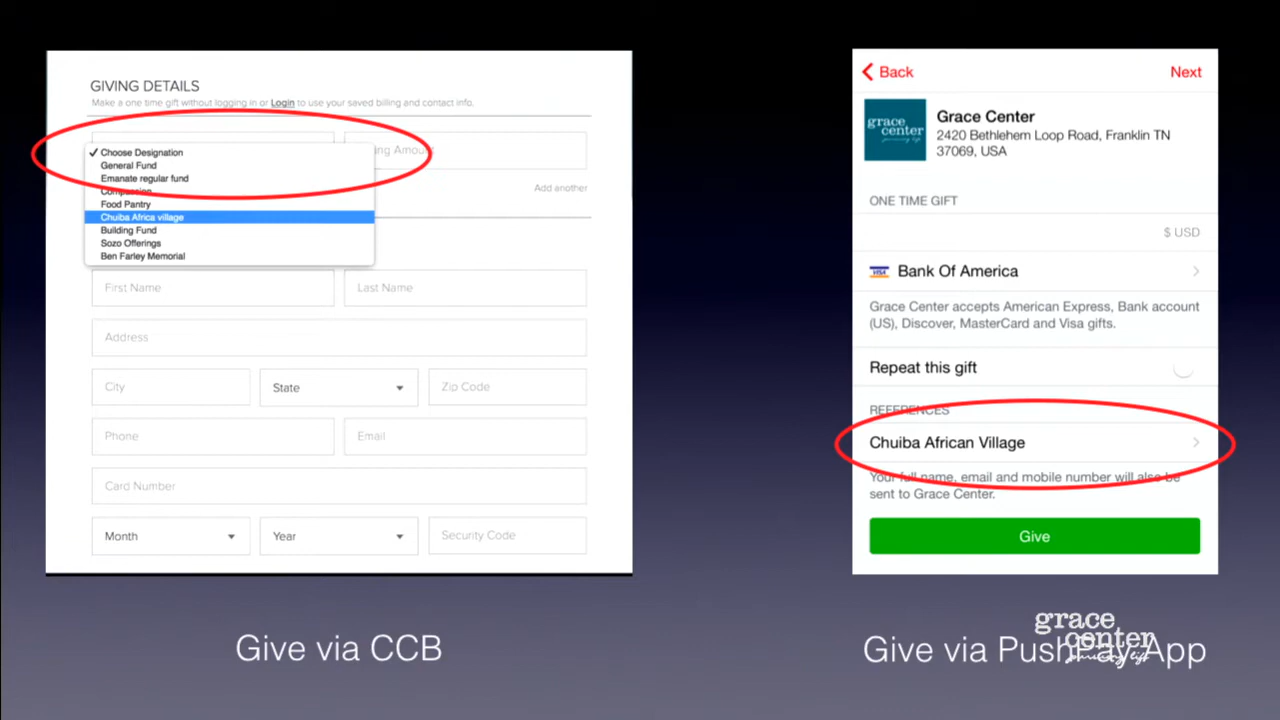 GIVING DETAILS
Make a one time gift without logging in or Login to use your saved billing and contact info.
✓ Choose Designation
General Fund
Emanate regular fund
Compassion
Food Pantry
Chuiba Africa village
Building Fund
Sozo Offerings
Ben Farley Memorial
Amount
Add another
First Name
Last Name
Address
City
State
Zip Code
Phone
Email
Card Number
Month
Year
Security Code
Give via CCB
Back
Next
grace
center
Grace Center
2420 Bethlehem Loop Road, Franklin TN
37069, USA
ONE TIME GIFT
$ USD
VISA
Bank Of America
Grace Center accepts American Express, Bank account
(US), Discover, MasterCard and Visa gifts.
Repeat this gift
REFERENCES
Chuiba African Village
Your full name, email and mobile number will also be
sent to Grace Center.
Give
Give via PushPay App
grace
center